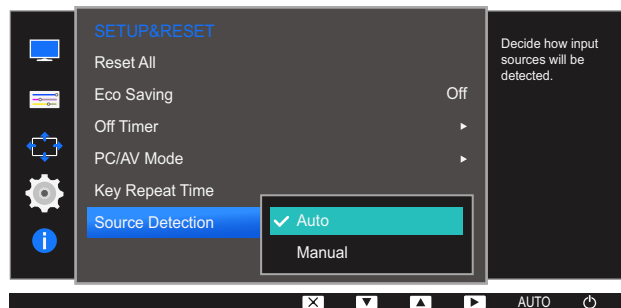 SETUP&RESET
Reset All
Eco Saving Off
Off Timer
PC/AV Mode
Key Repeat Time
Source Detection
Auto
Manual
Decide how input
sources will be
detected.
AUTO